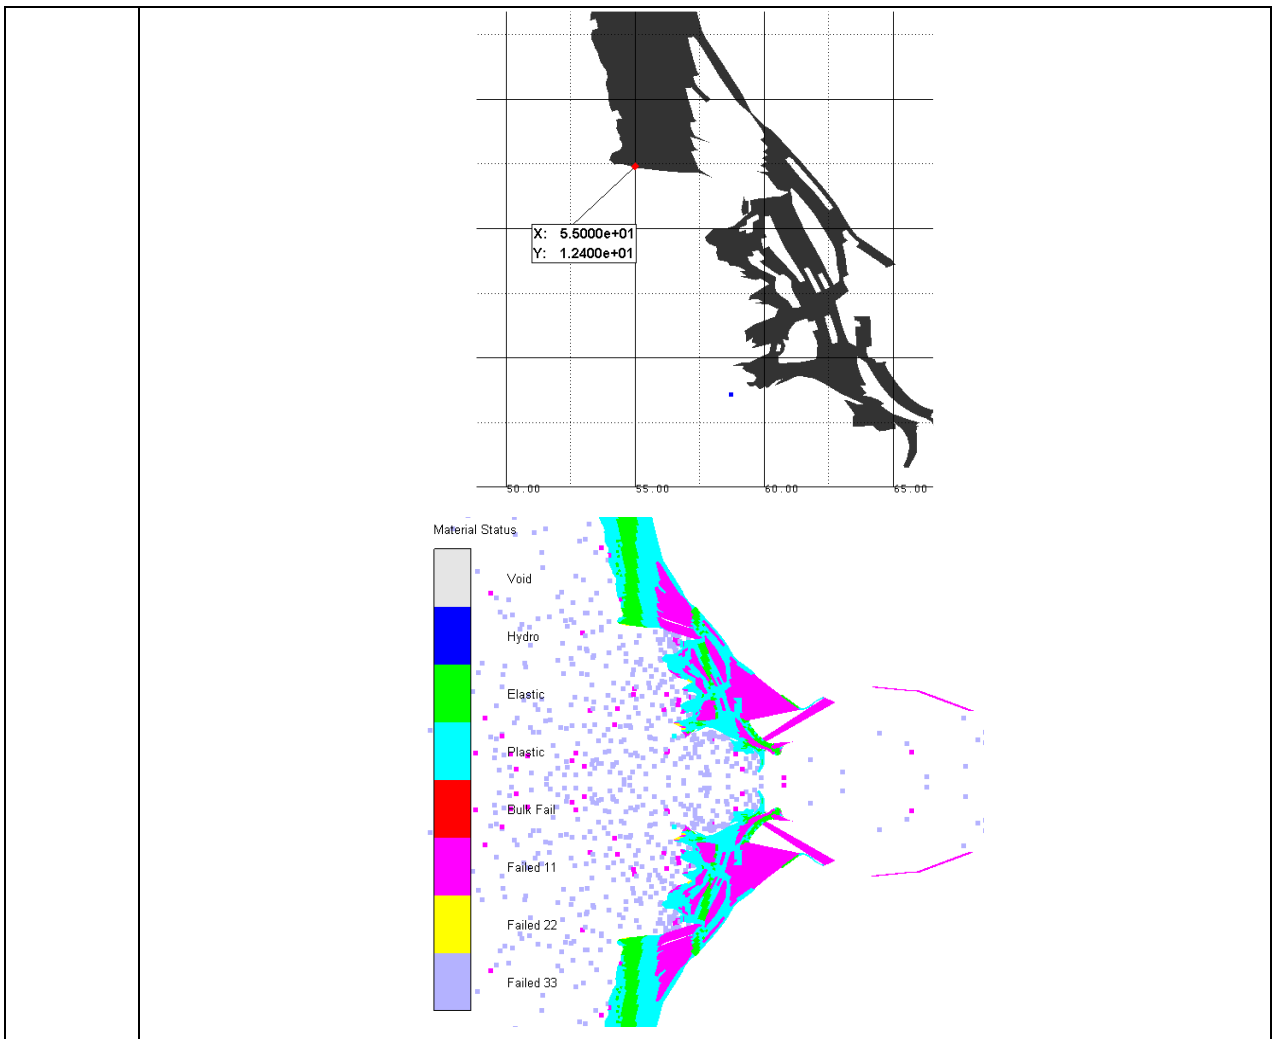 X: 5.5000e+01
Y: 1.2400e+01
50.00 55.00 60.00 65.00
Material Status
Void
Hydro
Elastic
Plastic
Bulk Fail
Failed 11
Failed 22
Failed 33